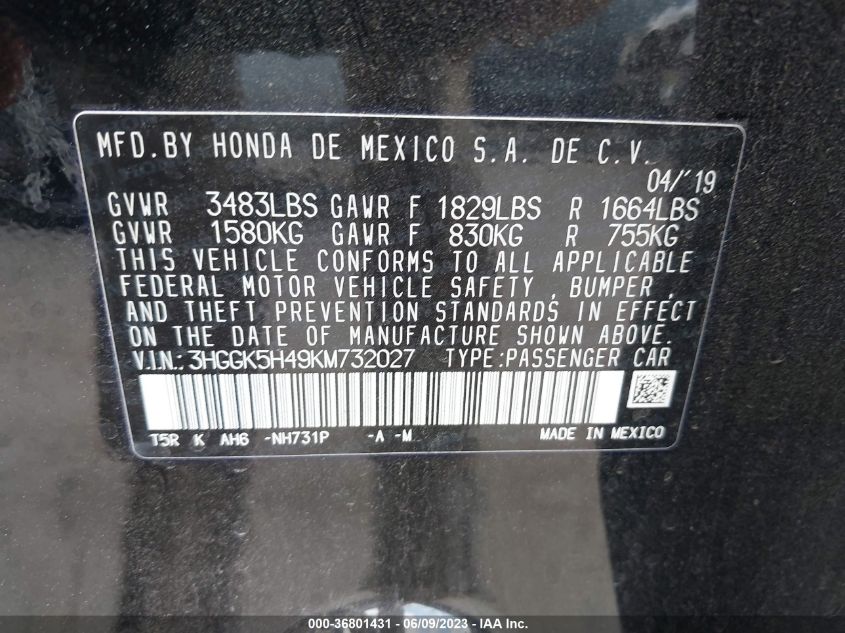 MFD.BY HONDA DE MEXICO S.A. DE C.V.
04/'19
GVWR 3483LBS GAWR F 1829LBS R 1664LBS
GVWR 1580KG GAWR F 830KG R 755KG
THIS VEHICLE CONFORMS TO ALL APPLICABLE
FEDERAL MOTOR VEHICLE SAFETY, BUMPER,
AND THEFT PREVENTION STANDARDS IN EFFECT
ON THE DATE OF MANUFACTURE SHOWN ABOVE.
V.I.N.: 3HGGK5H49KM732027 TYPE:PASSENGER CAR
T5R K AH6 -NH731P -A -M MADE IN MEXICO
000-36801431 - 06/09/2023 - © IAA Inc.